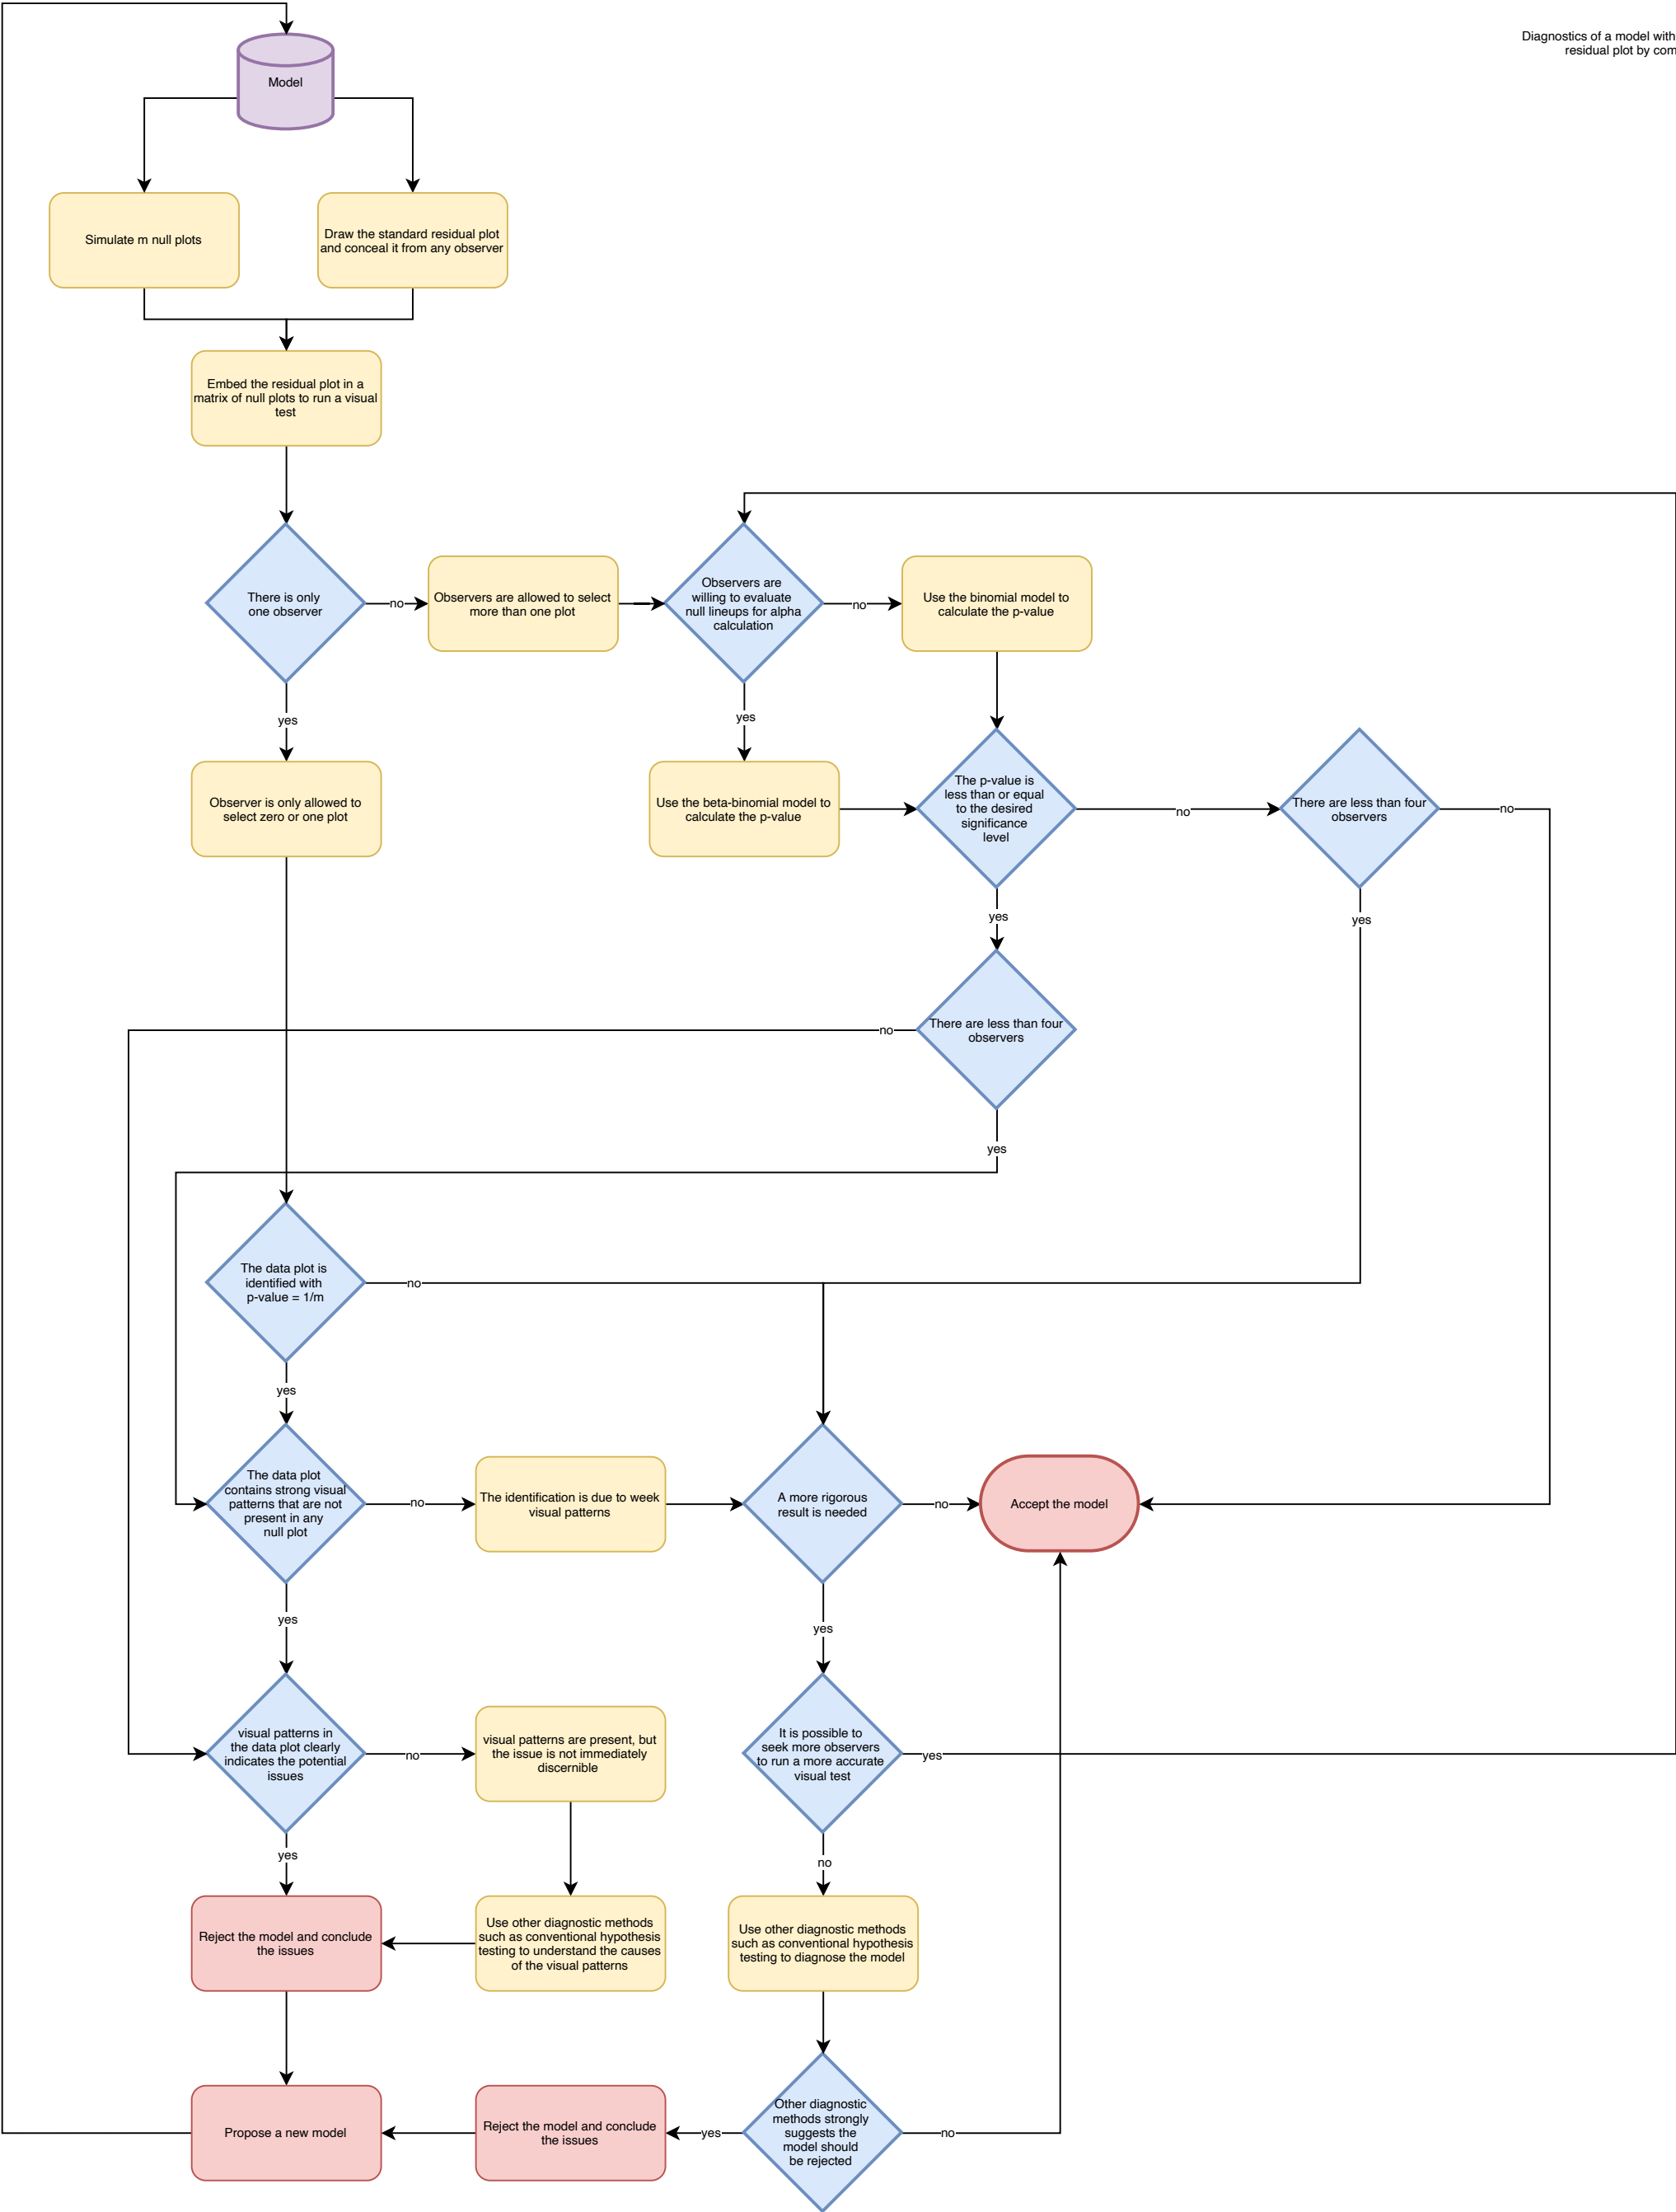 Diagnostics of a model with
residual plot by com
Model
Simulate m null plots
Draw the standard residual plot
and conceal it from any observer
Embed the residual plot in a
matrix of null plots to run a visual
test
There is only
one observer
no
Observers are allowed to select
more than one plot
Observers are
willing to evaluate
null lineups for alpha
calculation
no
Use the binomial model to
calculate the p-value
yes
yes
Observer is only allowed to
select zero or one plot
Use the beta-binomial model to
calculate the p-value
The p-value is
less than or equal
to the desired
significance
level
no
There are less than four
observers
no
yes
yes
There are less than four
observers
no
yes
The data plot is
identified with
p-value = 1/m
no
yes
The data plot
contains strong visual
patterns that are not
present in any
null plot
no
The identification is due to week
visual patterns
A more rigorous
result is needed
no
Accept the model
yes
yes
visual patterns in
the data plot clearly
indicates the potential
issues
no
visual patterns are present, but
the issue is not immediately
discernible
It is possible to
seek more observers
to run a more accurate
visual test
yes
yes
no
Reject the model and conclude
the issues
Use other diagnostic methods
such as conventional hypothesis
testing to understand the causes
of the visual patterns
Use other diagnostic methods
such as conventional hypothesis
testing to diagnose the model
Propose a new model
Reject the model and conclude
the issues
yes
Other diagnostic
methods strongly
suggests the
model should
be rejected
no